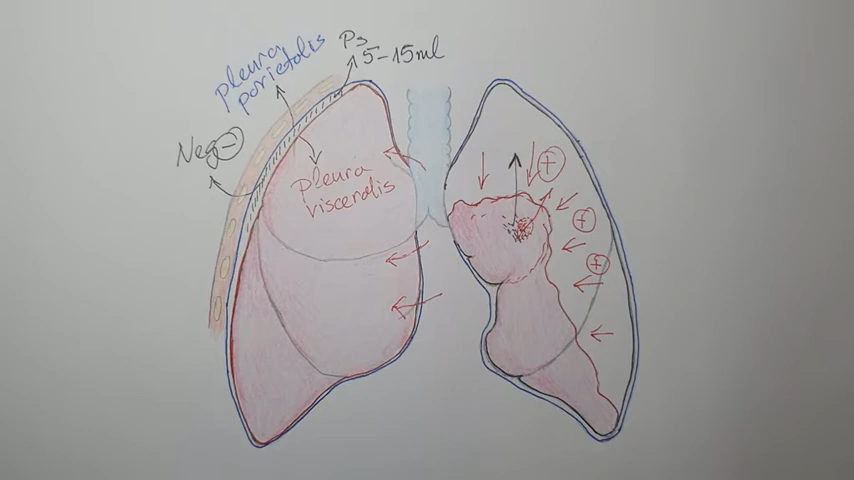 Ps
5-15ml
pleura
parietalis
Neg -
pleura
visceralis
+
+
+